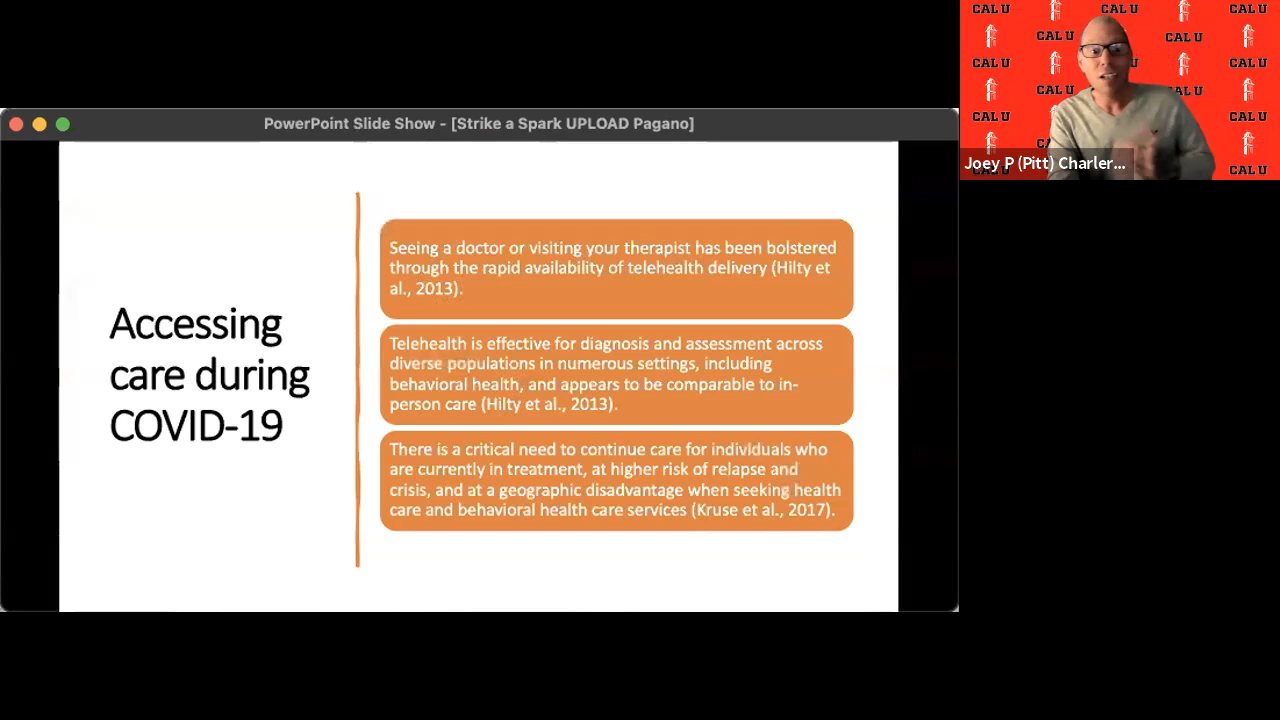 PowerPoint Slide Show - [Strike a Spark UPLOAD Pagano]
Accessing
care during
COVID-19
Seeing a doctor or visiting your therapist has been bolstered
through the rapid availability of telehealth delivery (Hilty et
al., 2013).
Telehealth is effective for diagnosis and assessment across
diverse populations in numerous settings, including
behavioral health, and appears to be comparable to in-
person care (Hilty et al., 2013).
There is a critical need to continue care for individuals who
are currently in treatment, at higher risk of relapse and
crisis, and at a geographic disadvantage when seeking health
care and behavioral health care services (Kruse et al., 2017).
CAL U CAL U CAL U
CAL U CAL U
CAL U CAL U
CAL U CAL U
CAL U CAL U
CAL U
Joey P (Pitt) Charler...
CAL U